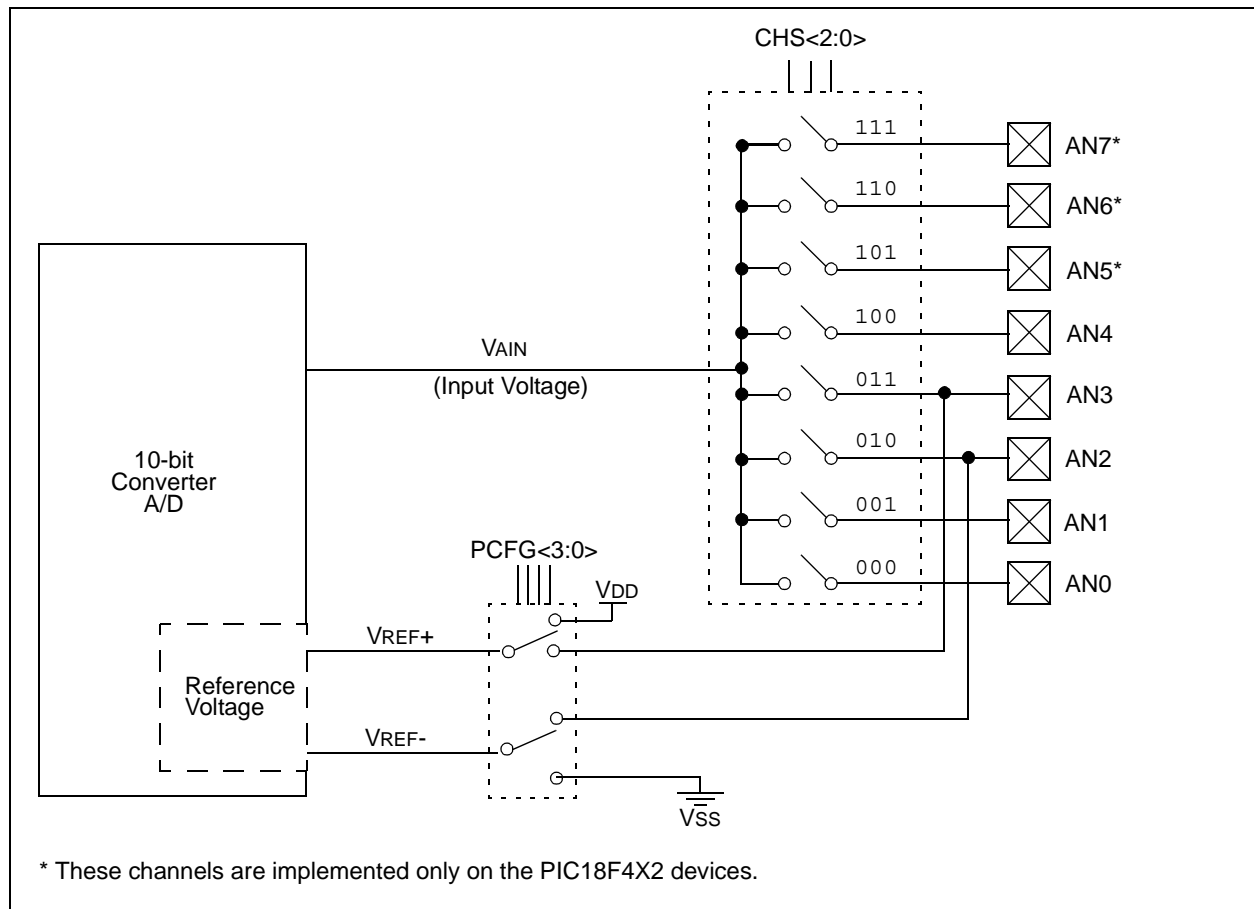 CHS<2:0>
111
AN7*
110
AN6*
101
AN5*
100
AN4
VAIN
(Input Voltage)
011
AN3
010
AN2
10-bit
Converter
A/D
001
AN1
PCFG<3:0>
000
AN0
VDD
VREF+
Reference
Voltage
VREF-
VSS
* These channels are implemented only on the PIC18F4X2 devices.